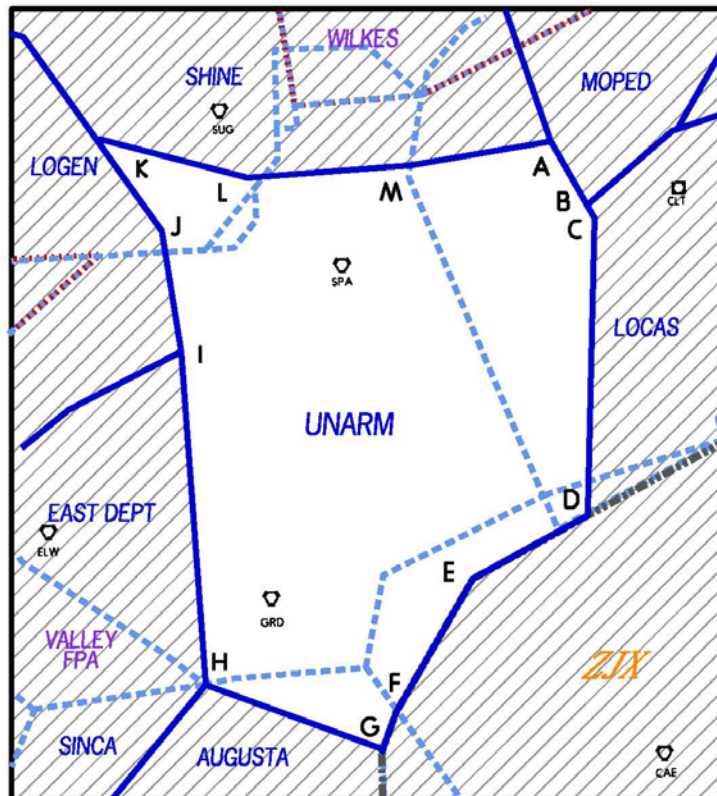 WILKES
SHINE
MOPED
SUG
A
LOGEN
K
L
M
B
CLT
C
J
SPA
LOCAS
I
UNARM
D
EAST DEPT
ELW
E
GRD
VALLEY
FPA
H
ZJX
F
G
SINCA
AUGUSTA
CAE